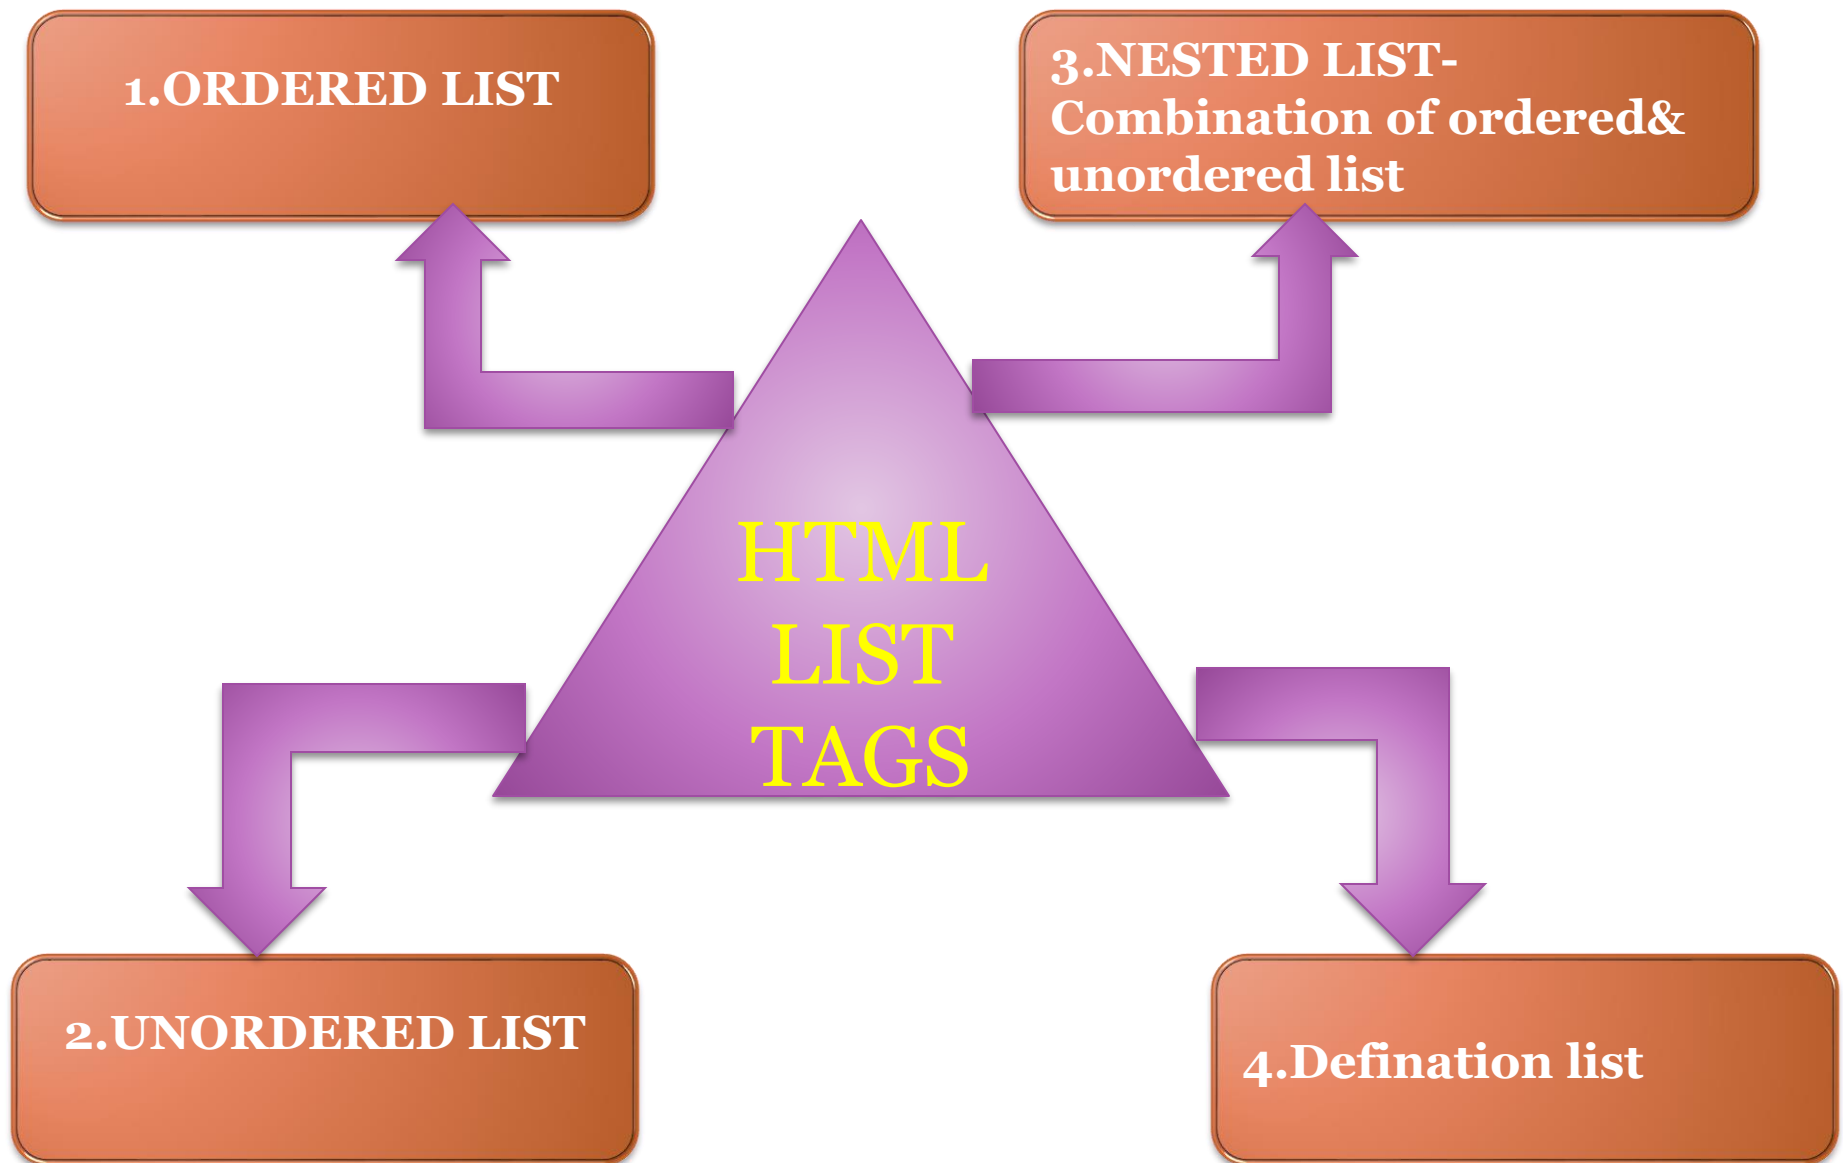 1.ORDERED LIST
3.NESTED LIST-
Combination of ordered&
unordered list
HTML
LIST
TAGS
2.UNORDERED LIST
4.Defination list